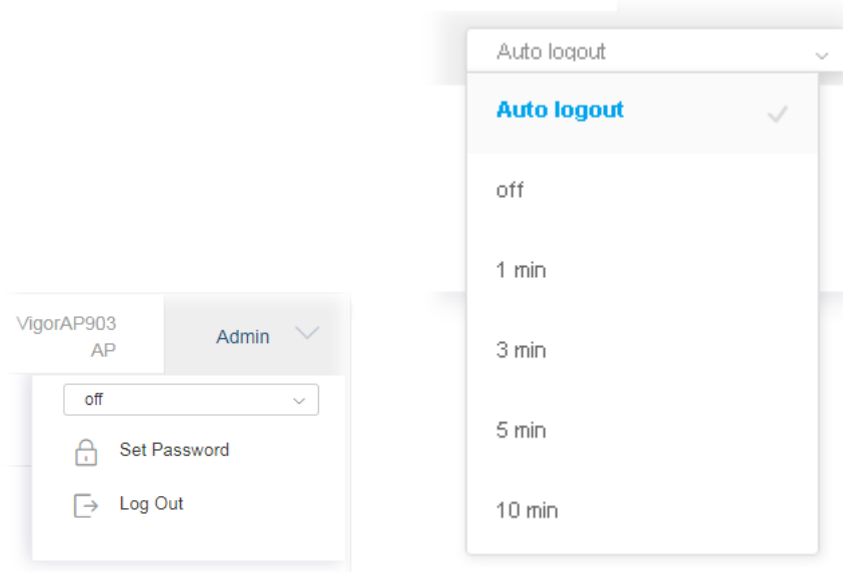 VigorAP903
AP
Admin
off
Set Password
Log Out
Auto logout
Auto logout
off
1 min
3 min
5 min
10 min